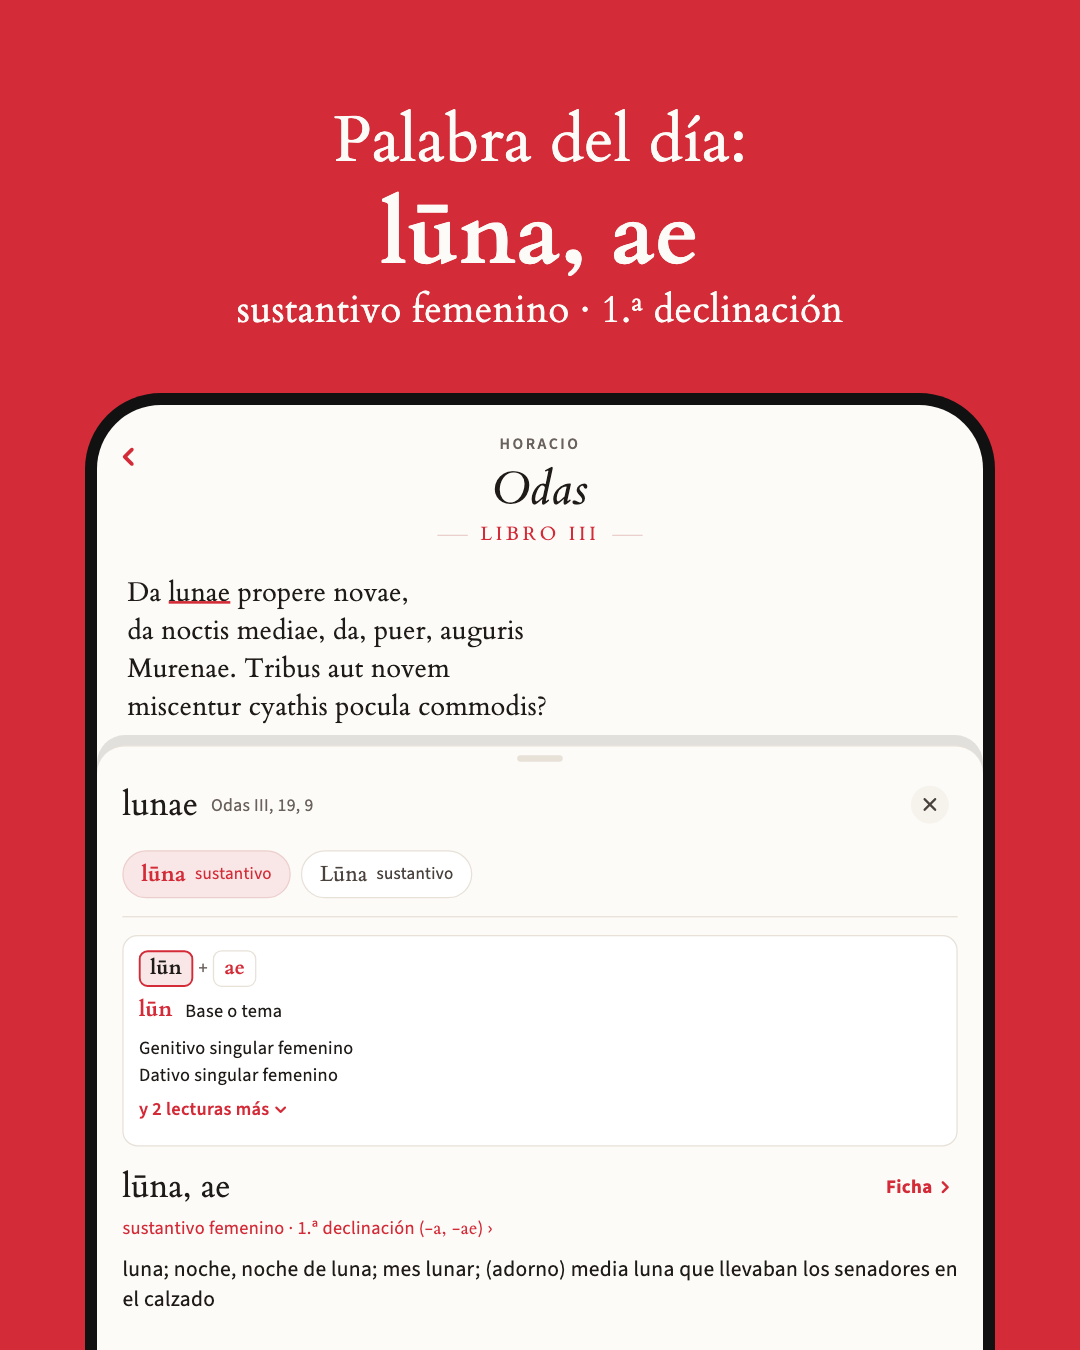 Palabra del día:
lūna, ae
sustantivo femenino · 1.ª declinación
HORACIO
Odas
LIBRO III
Da lunae propere novae,
da noctis mediae, da, puer, auguris
Murenae. Tribus aut novem
miscentur cyathis pocula commodis?
lunae Odas III, 19, 9
lūna sustantivo Lūna sustantivo
lūn + ae
lūn Base o tema
Genitivo singular femenino
Dativo singular femenino
y 2 lecturas más
lūna, ae
Ficha
sustantivo femenino · 1.ª declinación (-a, -ae) ›
luna; noche, noche de luna; mes lunar; (adorno) media luna que llevaban los senadores en
el calzado